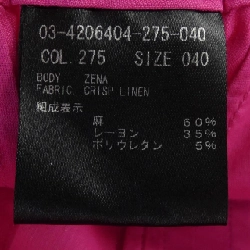 03-4206404-275-040
COL.275 SIZE 040
BODY ZENA
FABRIC CRISP LINEN
組成表示
麻 60%
レーヨン 35%
ポリウレタン 5%